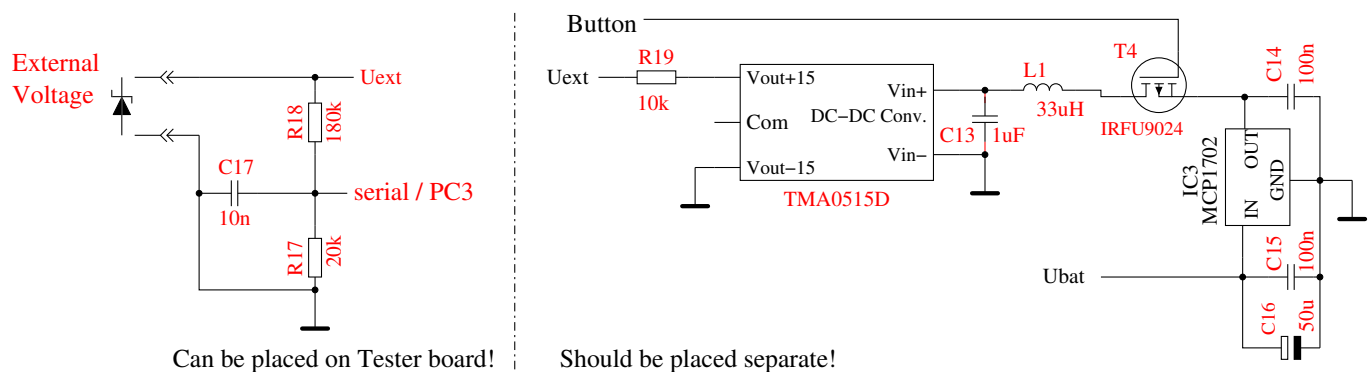 External
Voltage
Uext
R18
180k
C17
10n
serial / PC3
R17
20k
Can be placed on Tester board!
Button
Uext
R19
10k
Vout+15
Com
Vout−15
Vin+
DC−DC Conv.
Vin−
TMA0515D
C13
1uF
L1
33uH
T4
IRFU9024
C14
100n
IC3
MCP1702
OUT
GND
IN
Ubat
C15
100n
C16
50u
Should be placed separate!